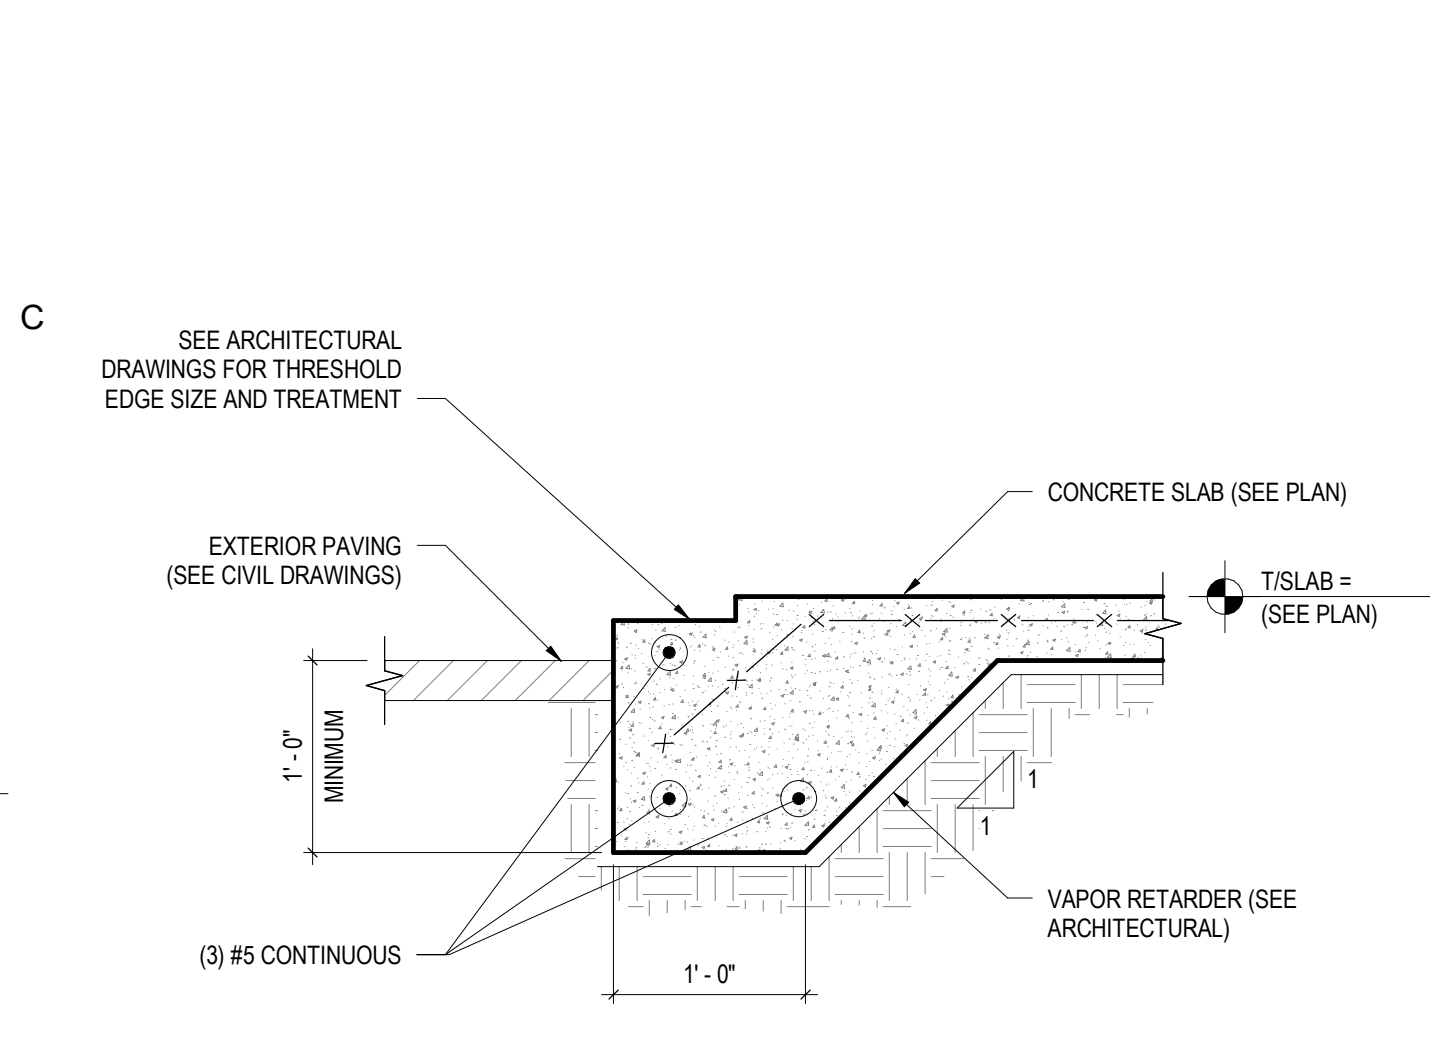 C
SEE ARCHITECTURAL
DRAWINGS FOR THRESHOLD
EDGE SIZE AND TREATMENT
CONCRETE SLAB (SEE PLAN)
EXTERIOR PAVING
(SEE CIVIL DRAWINGS)
T/SLAB =
(SEE PLAN)
1' - 0"
MINIMUM
1
1
VAPOR RETARDER (SEE
ARCHITECTURAL)
(3) #5 CONTINUOUS
1' - 0"